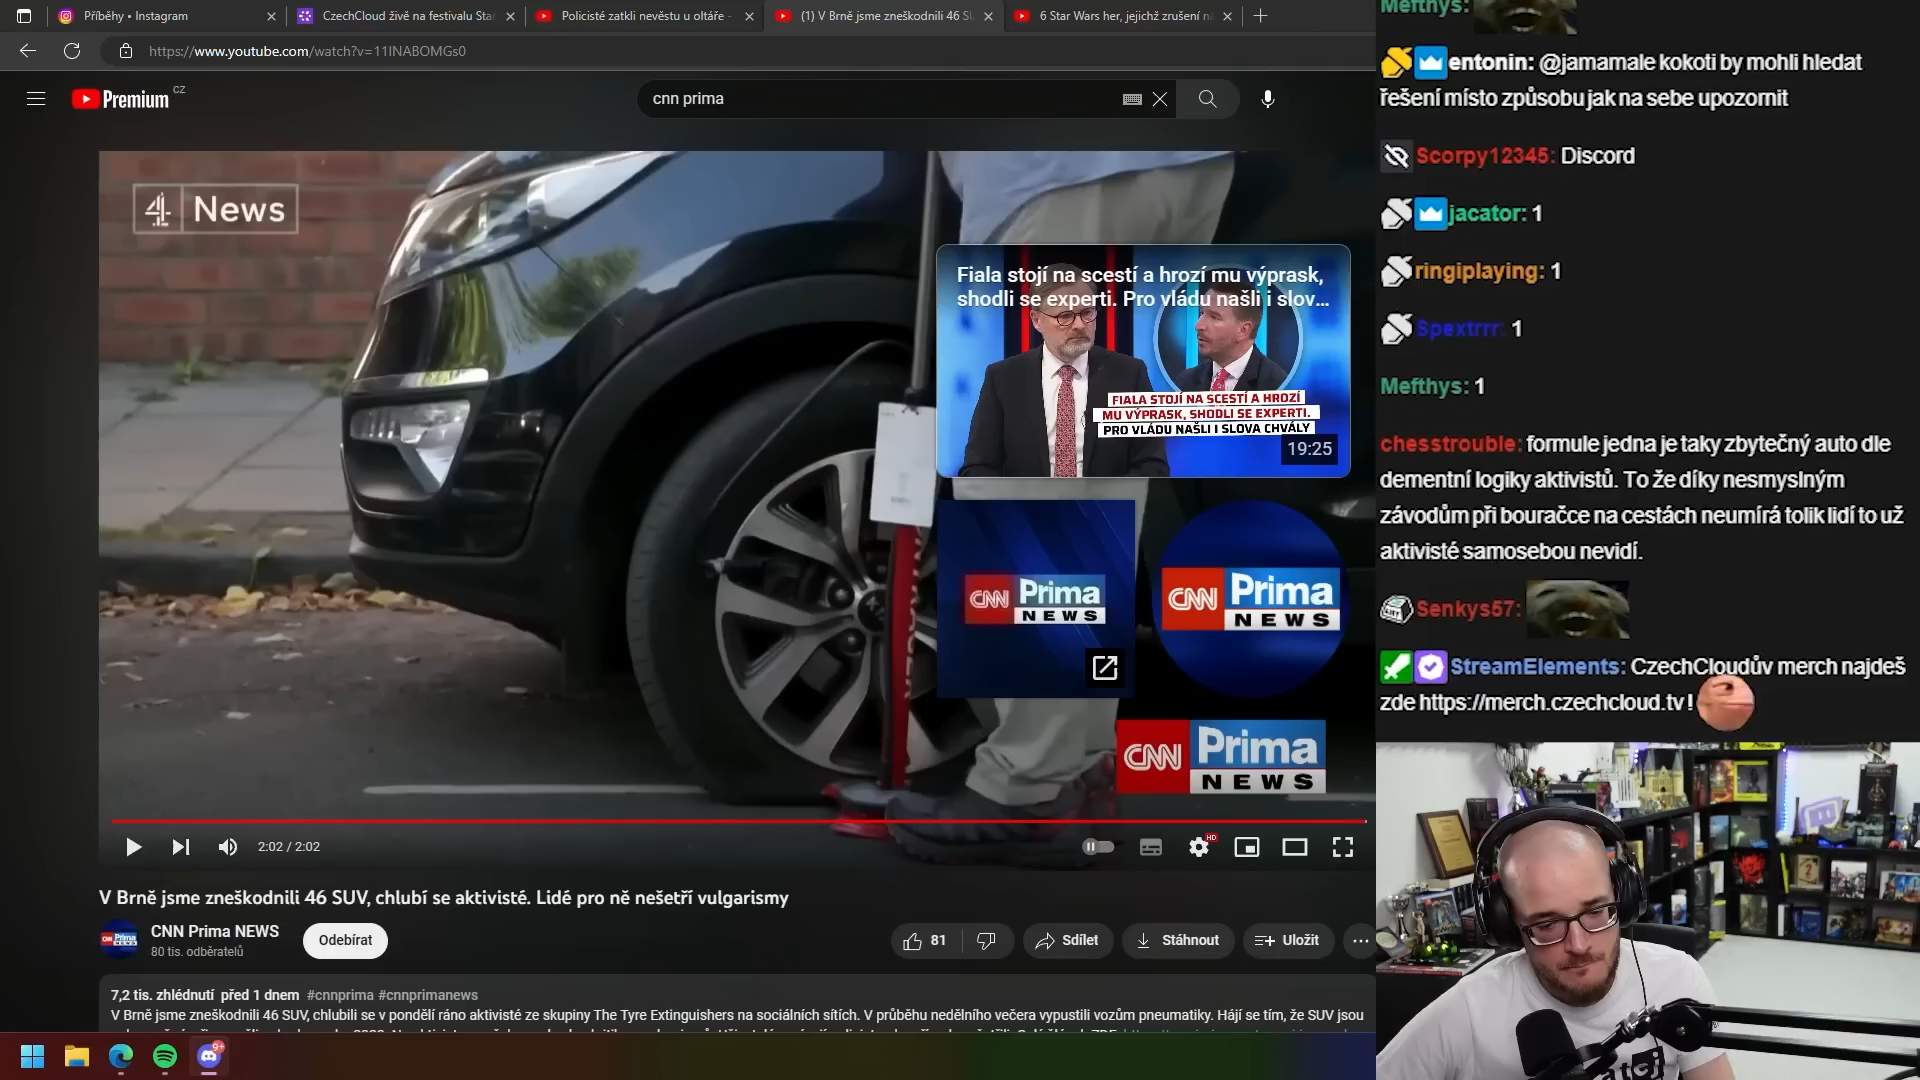 Příběhy • Instagram
CzechCloud živě na festivalu Star
Policisté zatkli nevěstu u oltáře -
(1) V Brně jsme zneškodnili 46 SU
6 Star Wars her, jejichž zrušení n
https://www.youtube.com/watch?v=11INABOMGs0
Premium CZ
cnn prima
4 News
Fiala stojí na scestí a hrozí mu výprask,
shodli se experti. Pro vládu našli i slov...
FIALA STOJÍ NA SCESTÍ A HROZÍ
MU VÝPRASK, SHODLI SE EXPERTI.
PRO VLÁDU NAŠLI I SLOVA CHVÁLY
19:25
CNN Prima NEWS
CNN Prima NEWS
CNN Prima NEWS
2:02 / 2:02
HD
V Brně jsme zneškodnili 46 SUV, chlubí se aktivisté. Lidé pro ně nešetří vulgarismy
CNN Prima NEWS
80 tis. odběratelů
Odebírat
81
Sdílet
Stáhnout
Uložit
7,2 tis. zhlédnutí před 1 dnem #cnnprima #cnnprimanews
V Brně jsme zneškodnili 46 SUV, chlubili se v pondělí ráno aktivisté ze skupiny The Tyre Extinguishers na sociálních sítích. V průběhu nedělního večera vypustili vozům pneumatiky. Hájí se tím, že SUV jsou
9+
Mefthys:
entonin: @jamamale kokoti by mohli hledat
řešení místo způsobu jak na sebe upozornit
Scorpy12345: Discord
jacator: 1
ringiplaying: 1
Spextrrr: 1
Mefthys: 1
chesstrouble: formule jedna je taky zbytečný auto dle
dementní logiky aktivistů. To že díky nesmyslným
závodům při bouračce na cestách neumírá tolik lidí to už
aktivisté samosebou nevidí.
Senkys57:
StreamElements: CzechCloudův merch najdeš
zde https://merch.czechcloud.tv !